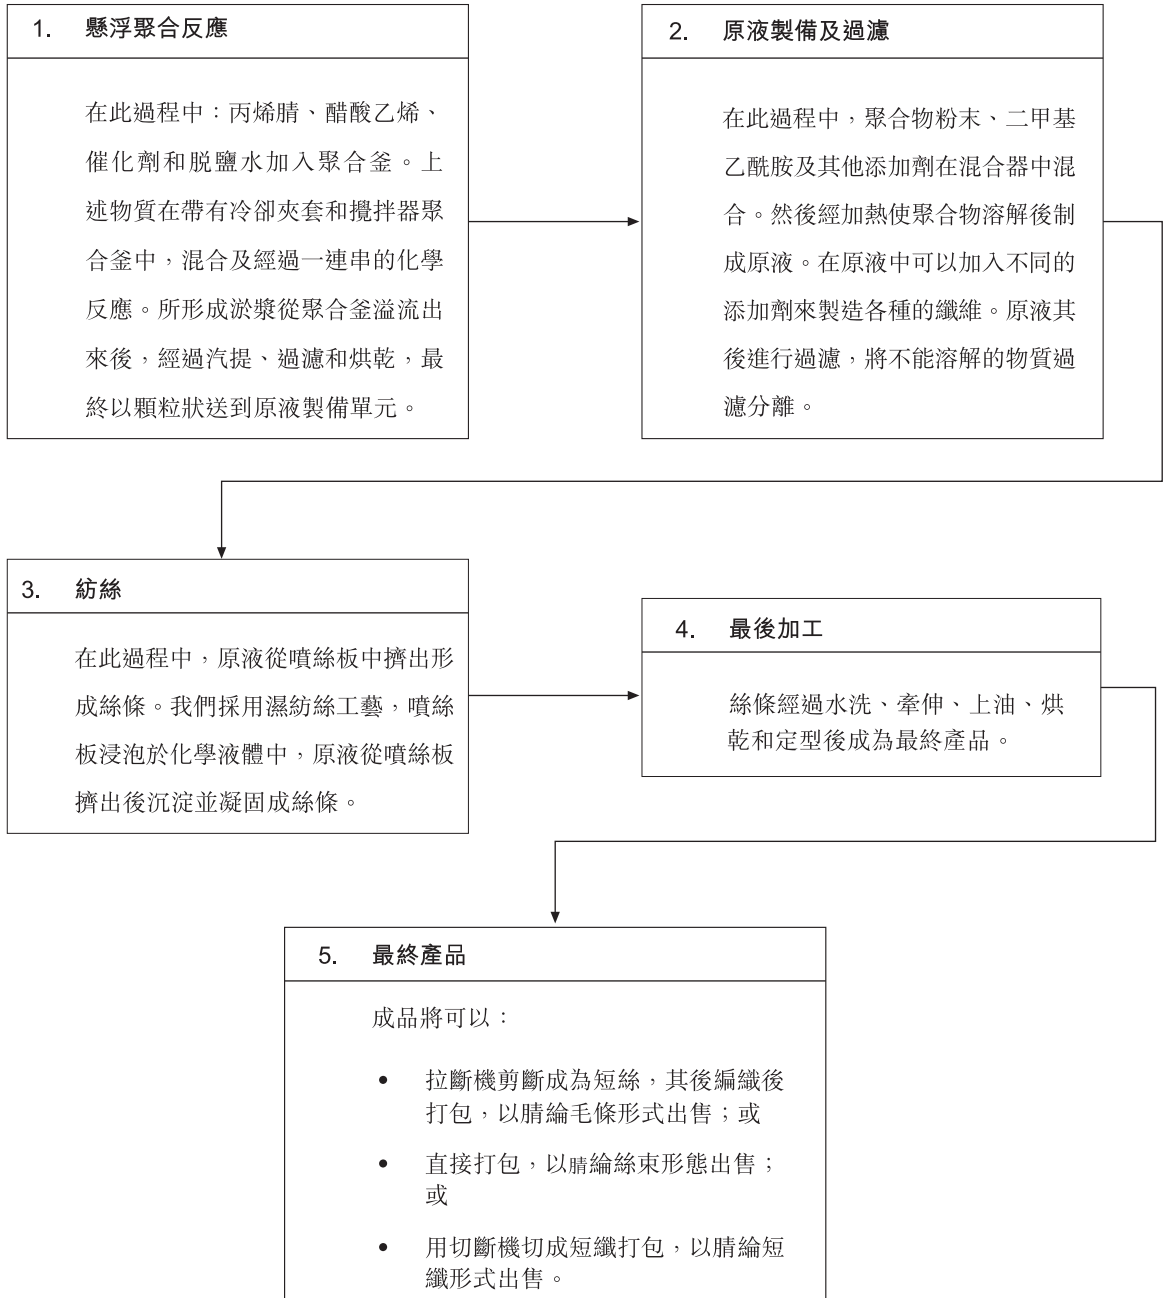 1. 懸浮聚合反應
在此過程中：丙烯腈、醋酸乙烯、
催化劑和脱鹽水加入聚合釜。上
述物質在帶有冷卻夾套和攪拌器聚
合釜中，混合及經過一連串的化學
反應。所形成淤漿從聚合釜溢流出
來後，經過汽提、過濾和烘乾，最
終以顆粒狀送到原液製備單元。
2. 原液製備及過濾
在此過程中，聚合物粉末、二甲基
乙酰胺及其他添加劑在混合器中混
合。然後經加熱使聚合物溶解後制
成原液。在原液中可以加入不同的
添加劑來製造各種的纖維。原液其
後進行過濾，將不能溶解的物質過
濾分離。
3. 紡絲
在此過程中，原液從噴絲板中擠出形
成絲條。我們採用濕紡絲工藝，噴絲
板浸泡於化學液體中，原液從噴絲板
擠出後沉淀並凝固成絲條。
4. 最後加工
絲條經過水洗、牽伸、上油、烘
乾和定型後成為最終產品。
5. 最終產品
成品將可以：
• 拉斷機剪斷成為短絲，其後編織後
打包，以腈綸毛條形式出售；或
• 直接打包，以腈綸絲束形態出售；
或
• 用切斷機切成短纖打包，以腈綸短
纖形式出售。